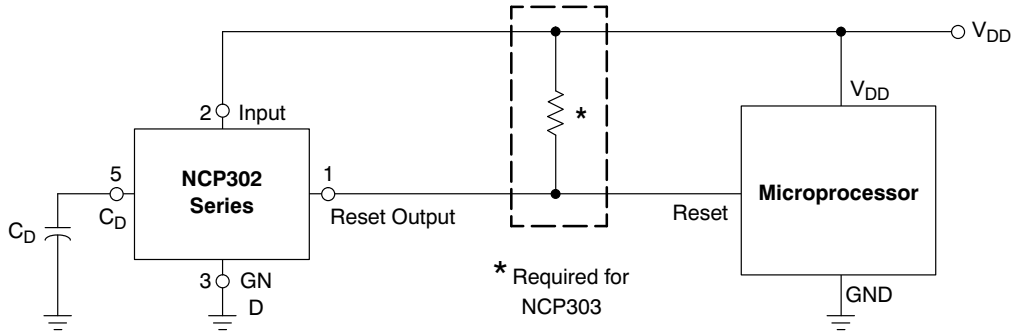 V_DD
V_DD
2
Input
5
C_D
NCP302
Series
1
Reset Output
Reset
Microprocessor
C_D
*
3
GN
D
* Required for
NCP303
GND